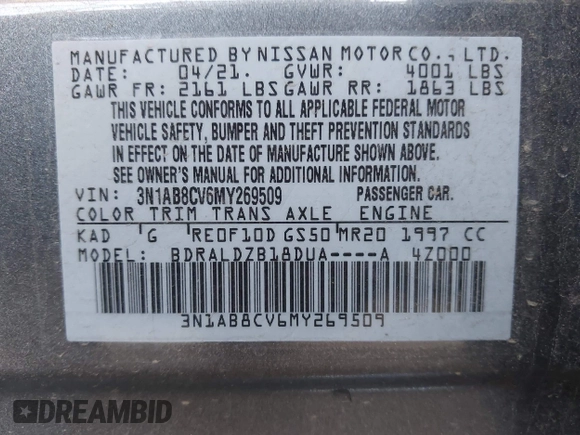 MANUFACTURED BY NISSAN MOTOR CO., LTD.
DATE: 04/21. GVWR: 4001 LBS
GAWR FR: 2161 LBS GAWR RR: 1863 LBS
THIS VEHICLE CONFORMS TO ALL APPLICABLE FEDERAL MOTOR
VEHICLE SAFETY, BUMPER AND THEFT PREVENTION STANDARDS
IN EFFECT ON THE DATE OF MANUFACTURE SHOWN ABOVE.
SEE OWNER'S MANUAL FOR ADDITIONAL INFORMATION.
VIN: 3N1AB8CV6MY269509 PASSENGER CAR.
COLOR TRIM TRANS AXLE ENGINE
KAD G RE0F10D GS50 MR20 1997 CC
MODEL: BDRALDZB18DUA----A 4Z000
3N1AB8CV6MY269509
DREAMBID